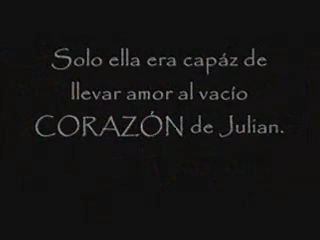 Solo ella era capáz de
llevar amor al vacío
CORAZÓN de Julian.